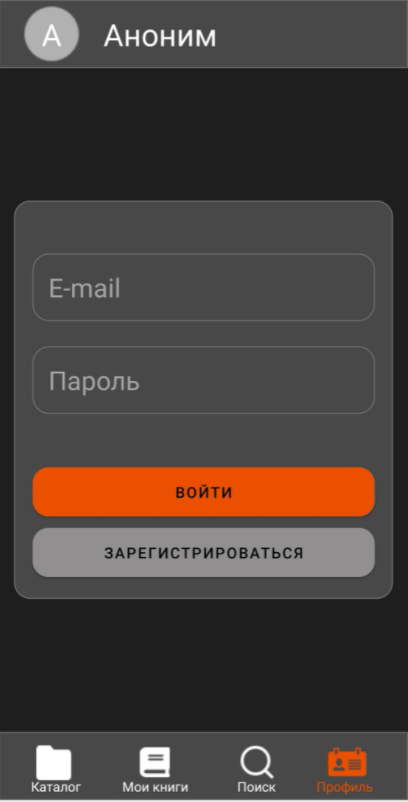 А Аноним
E-mail
Пароль
ВОЙТИ
ЗАРЕГИСТРИРОВАТЬСЯ
Каталог Мои книги Поиск Профиль